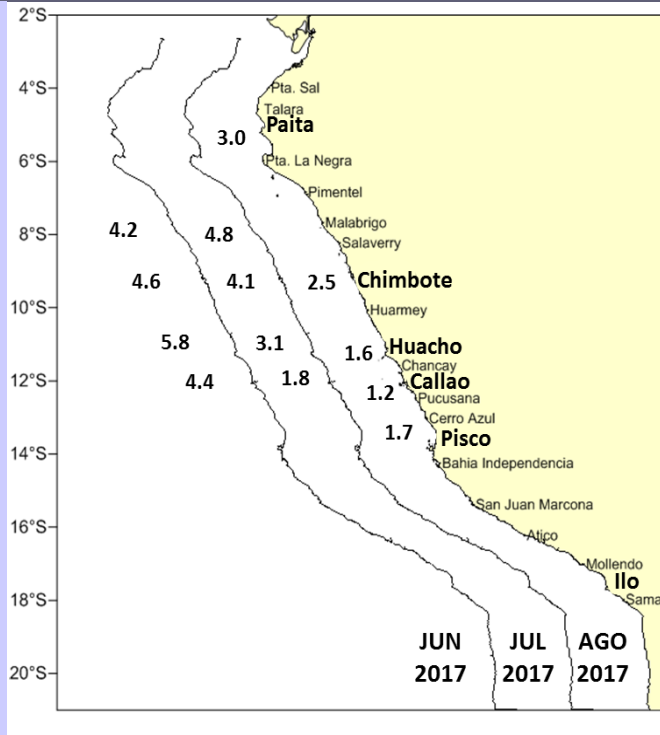 2°S
4°S
Pta. Sal
Talara
Paita
3.0
6°S
Pta. La Negra
Pimentel
Malabrigo
4.2
4.8
8°S
Salaverry
4.6
4.1
2.5
Chimbote
10°S
Huarmey
5.8
3.1
1.6
Huacho
Chancay
12°S
4.4
1.8
1.2
Callao
Pucusana
Cerro Azul
1.7
Pisco
14°S
Bahia Independencia
San Juan Marcona
16°S
Atico
Mollendo
Ilo
18°S
Sama
JUN
2017
JUL
2017
AGO
2017
20°S